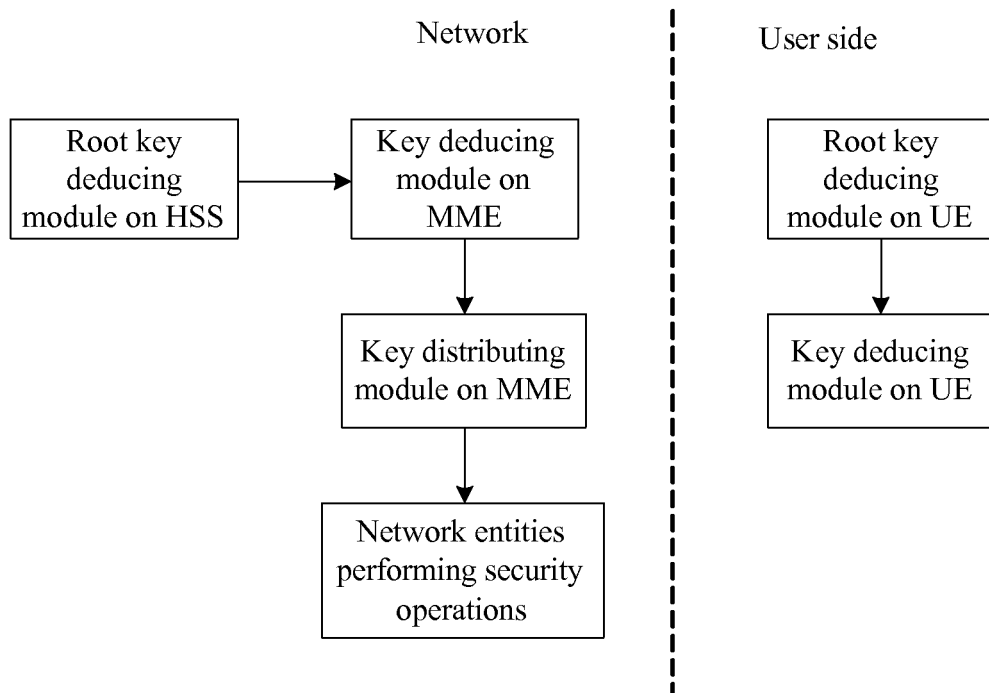 Network
User side
Root key
deducing
module on HSS
Key deducing
module on
MME
Root key
deducing
module on UE
Key distributing
module on MME
Key deducing
module on UE
Network entities
performing security
operations